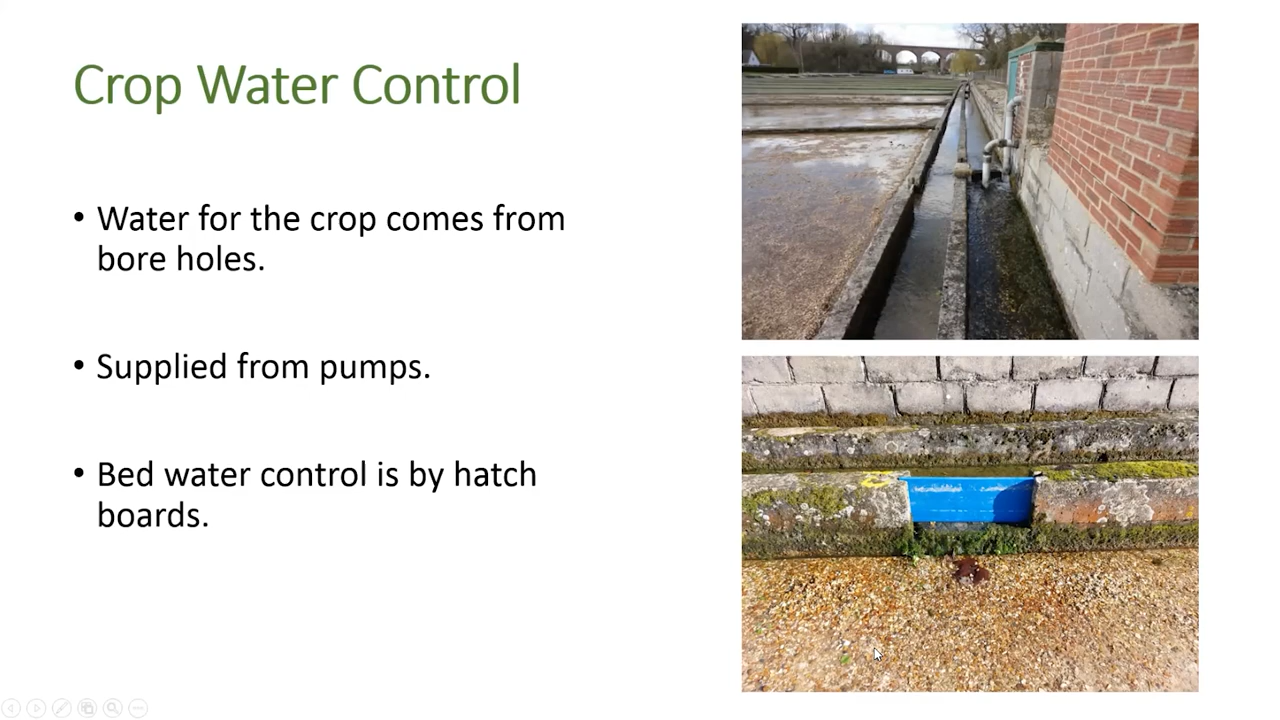 Crop Water Control
• Water for the crop comes from
bore holes.
• Supplied from pumps.
• Bed water control is by hatch
boards.